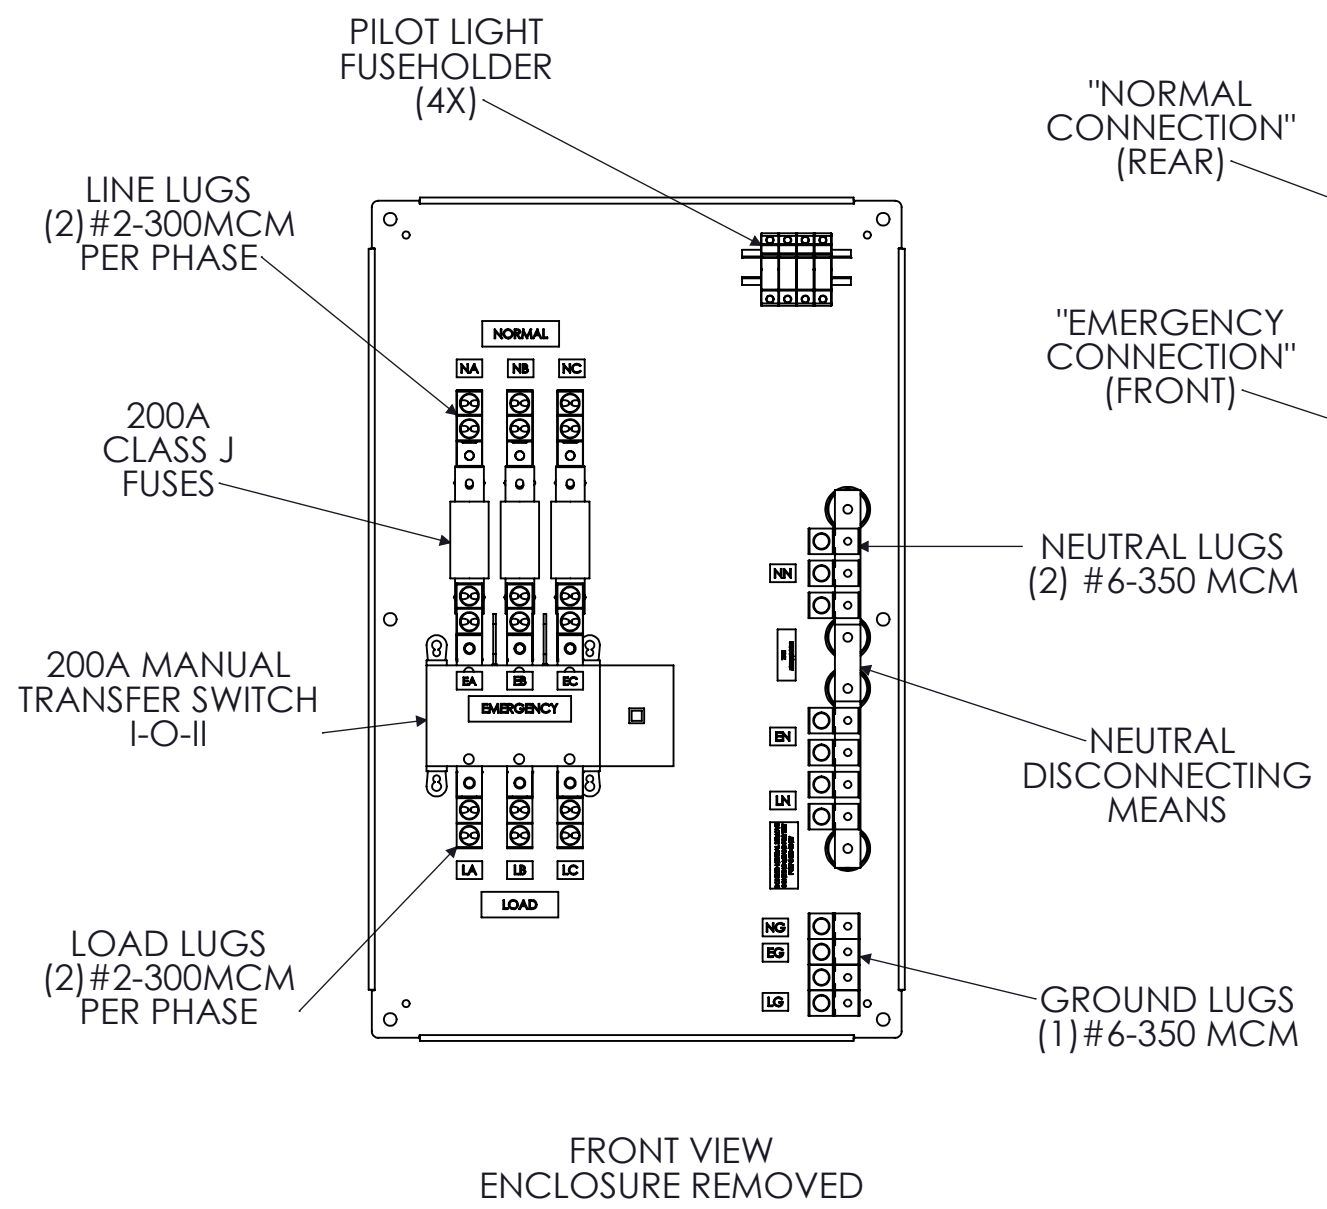 PILOT LIGHT
FUSEHOLDER
(4X)
"NORMAL
CONNECTION"
(REAR)
LINE LUGS
(2)#2-300MCM
PER PHASE
"EMERGENCY
CONNECTION"
(FRONT)
NORMAL
NA NB NC
200A
CLASS J
FUSES
NEUTRAL LUGS
(2) #6-350 MCM
NN
200A MANUAL
TRANSFER SWITCH
I-O-II
EA EB EC
EMERGENCY
EN
NEUTRAL
DISCONNECTING
MEANS
LN
LA LB LC
LOAD
LOAD LUGS
(2)#2-300MCM
PER PHASE
NG
EG
LG
GROUND LUGS
(1)#6-350 MCM
FRONT VIEW
ENCLOSURE REMOVED